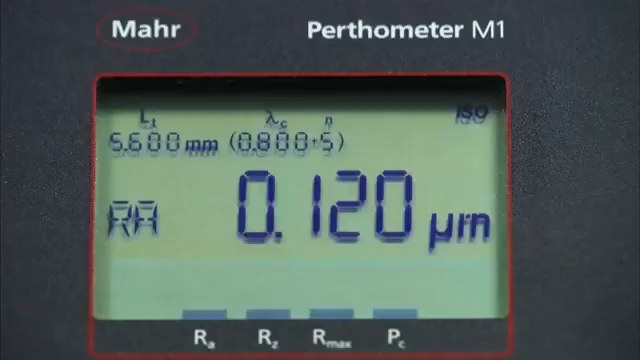 Mahr Perthometer M1
Lt λc n ISO
5.600 mm (0.800*5)
RA 0.120 µm
Ra Rz Rmax Pc